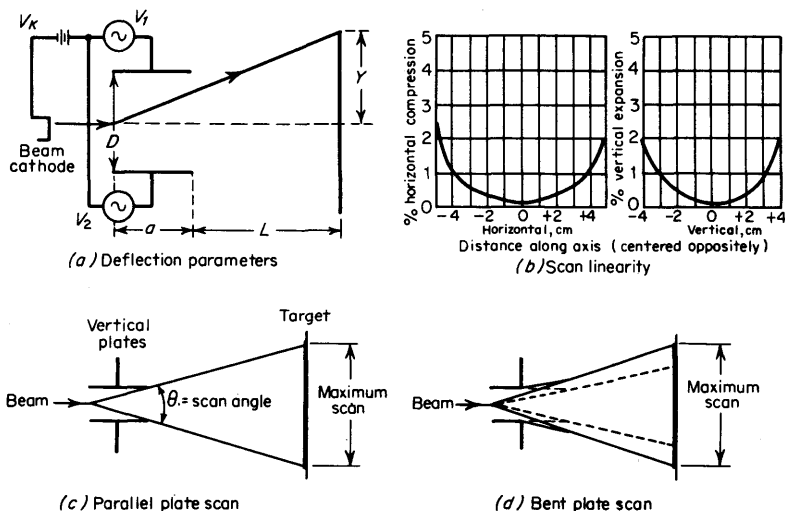 V_K
V_1
Y
Beam
cathode
D
V_2
a
L
(a) Deflection parameters
% horizontal compression
5
4
3
2
1
0
-4
-2
0
+2
+4
Horizontal, cm
% vertical expansion
5
4
3
2
1
0
-4
-2
0
+2
+4
Vertical, cm
Distance along axis (centered oppositely)
(b) Scan linearity
Vertical
plates
Target
Beam
θ = scan angle
Maximum
scan
(c) Parallel plate scan
Beam
Maximum
scan
(d) Bent plate scan